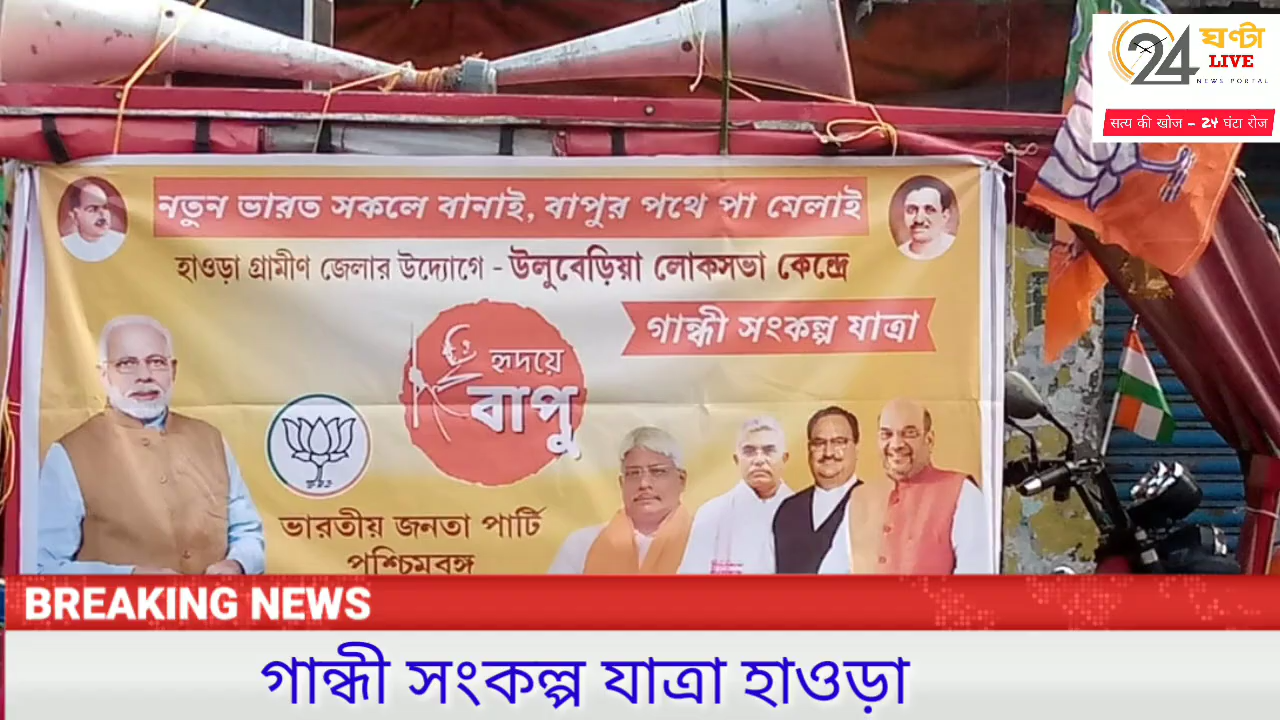 24 ঘণ্টা
LIVE
NEWS PORTAL
सत्य की खोज - 24 घंटा रोज
নতুন ভারত সকলে বানাই, বাপুর পথে পা মেলাই
হাওড়া গ্রামীণ জেলার উদ্যোগে - উলুবেড়িয়া লোকসভা কেন্দ্রে
গান্ধী সংকল্প যাত্রা
হৃদয়ে
বাপু
ভারতীয় জনতা পার্টি
পশ্চিমবঙ্গ
BREAKING NEWS
গান্ধী সংকল্প যাত্রা হাওড়া